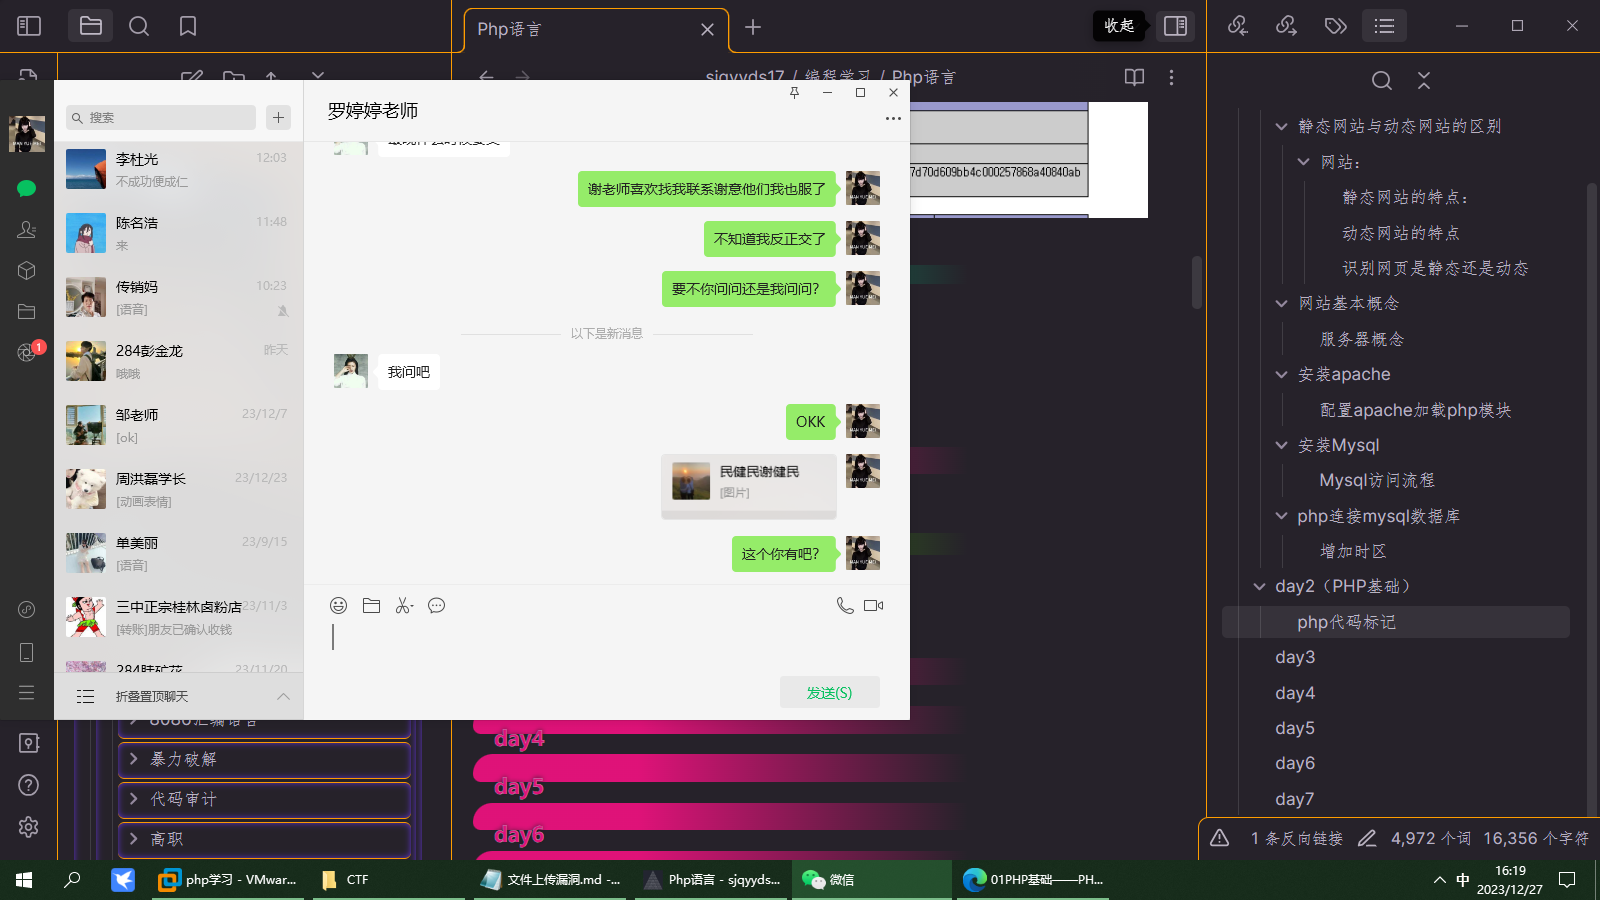 Php语言
收起
sjqyyds17 / 编程学习 / Php语言
搜索
李杜光
12:03
不成功便成仁
陈名浩
11:48
来
传销妈
10:23
[语音]
284彭金龙
昨天
哦哦
邹老师
23/12/7
[ok]
周洪磊学长
23/12/23
[动画表情]
单美丽
23/9/15
[语音]
三中正宗桂林卤粉店
23/11/3
[转账]朋友已确认收钱
23/11/20
折叠置顶聊天
罗婷婷老师
谢老师喜欢找我联系谢意他们我也服了
不知道我反正交了
要不你问问还是我问问?
以下是新消息
我问吧
OKK
民健民谢健民
[图片]
这个你有吧?
发送(S)
7d70d609bb4c000257868a40840ab
8086汇编语言
暴力破解
代码审计
高职
day4
day5
day6
静态网站与动态网站的区别
网站:
静态网站的特点:
动态网站的特点
识别网页是静态还是动态
网站基本概念
服务器概念
安装apache
配置apache加载php模块
安装Mysql
Mysql访问流程
php连接mysql数据库
增加时区
day2（PHP基础）
php代码标记
day3
day4
day5
day6
day7
1 条反向链接
4,972 个词
16,356 个字符
php学习 - VMwar...
CTF
文件上传漏洞.md -...
Php语言 - sjqyyds...
微信
01PHP基础——PH...
中
16:19
2023/12/27
1